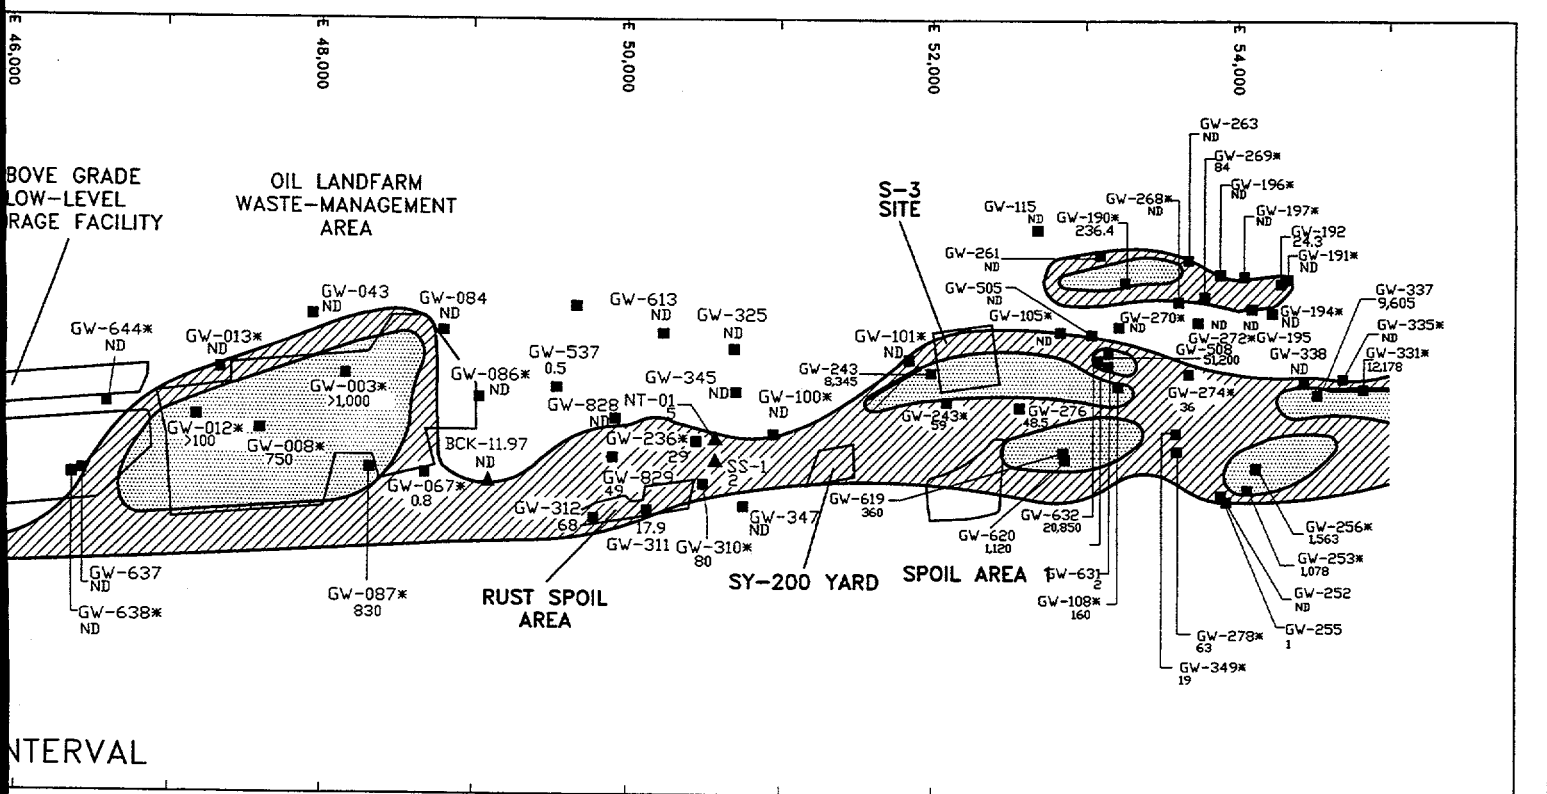 E 46,000
E 48,000
E 50,000
E 52,000
E 54,000
BOVE GRADE
LOW-LEVEL
RAGE FACILITY
OIL LANDFARM
WASTE-MANAGEMENT
AREA
S-3
SITE
GW-263
ND
GW-269*
84
GW-196*
ND
GW-268*
ND
GW-197*
ND
GW-115
ND
GW-190*
236.4
GW-192
24.3
GW-191*
ND
GW-261
ND
GW-505
ND
GW-105*
ND
GW-270*
ND
ND
GW-272*
ND
GW-195
GW-194*
ND
GW-337
9,605
GW-335*
ND
GW-331*
12,178
GW-338
ND
GW-508
51,200
GW-274*
36
GW-043
ND
GW-084
ND
GW-644*
ND
GW-013*
ND
GW-003*
>1,000
GW-012*
>100
GW-008*
750
GW-086*
ND
GW-537
0.5
GW-613
ND
GW-325
ND
GW-345
ND
GW-100*
ND
GW-101*
ND
GW-243
8,345
GW-243*
59
GW-276
48.5
NT-01
5
GW-828
ND
GW-236*
29
GW-829
49
SS-1
2
BCK-11.97
ND
GW-067*
0.8
GW-312
68
17.9
GW-311
GW-310*
80
GW-347
ND
GW-619
360
GW-632
20,850
GW-620
1,120
GW-631
2
GW-108*
160
GW-256*
1,563
GW-253*
1,078
GW-252
ND
GW-255
1
GW-278*
63
GW-349*
19
GW-637
ND
GW-638*
ND
GW-087*
830
RUST SPOIL
AREA
SY-200 YARD
SPOIL AREA 1
NTERVAL